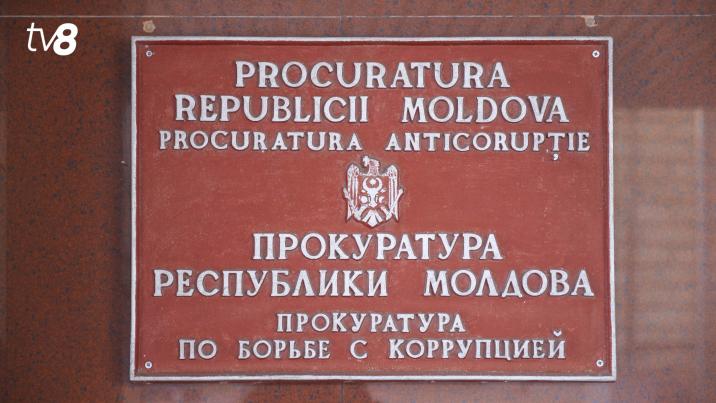 tv8
PROCURATURA
REPUBLICII MOLDOVA
PROCURATURA ANTICORUPȚIE
ПРОКУРАТУРА
РЕСПУБЛИКИ МОЛДОВА
ПРОКУРАТУРА
ПО БОРЬБЕ С КОРРУПЦИЕЙ